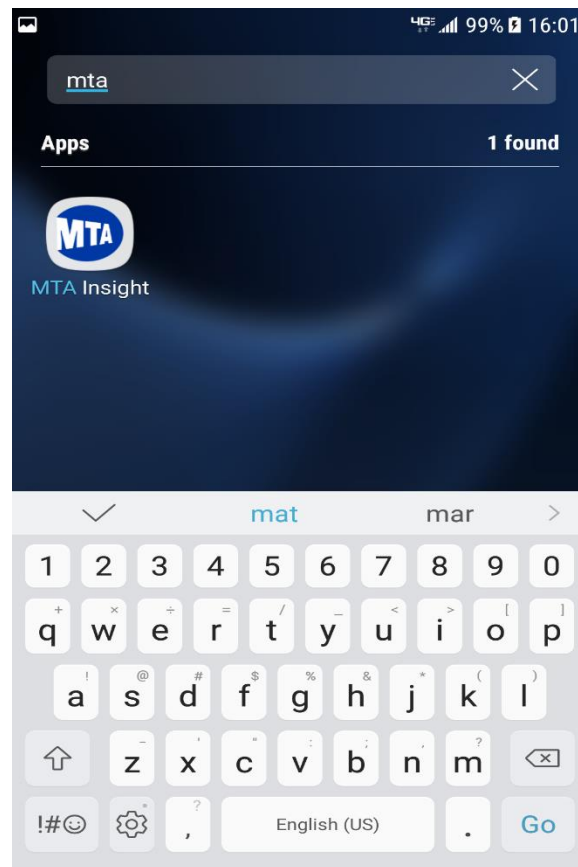 4G 99% 16:01
mta
Apps 1 found
MTA
MTA Insight
mat mar >
1 2 3 4 5 6 7 8 9 0
+ × ÷ = / _ < > [ ]
q w e r t y u i o p
! @ # $ % & * ( )
a s d f g h j k l
- ' " : ; , ?
z x c v b n m
!#☺ , ? English (US) . Go